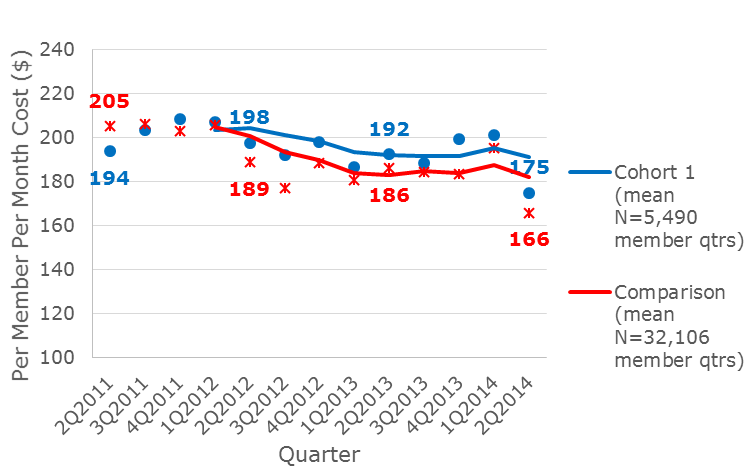 Per Member Per Month Cost ($)
240
220
200
180
160
140
120
100
205
194
198
189
192
186
175
166
2Q2011
3Q2011
4Q2011
1Q2012
2Q2012
3Q2012
4Q2012
1Q2013
2Q2013
3Q2013
4Q2013
1Q2014
2Q2014
Quarter
Cohort 1
(mean
N=5,490
member qtrs)
Comparison
(mean
N=32,106
member qtrs)